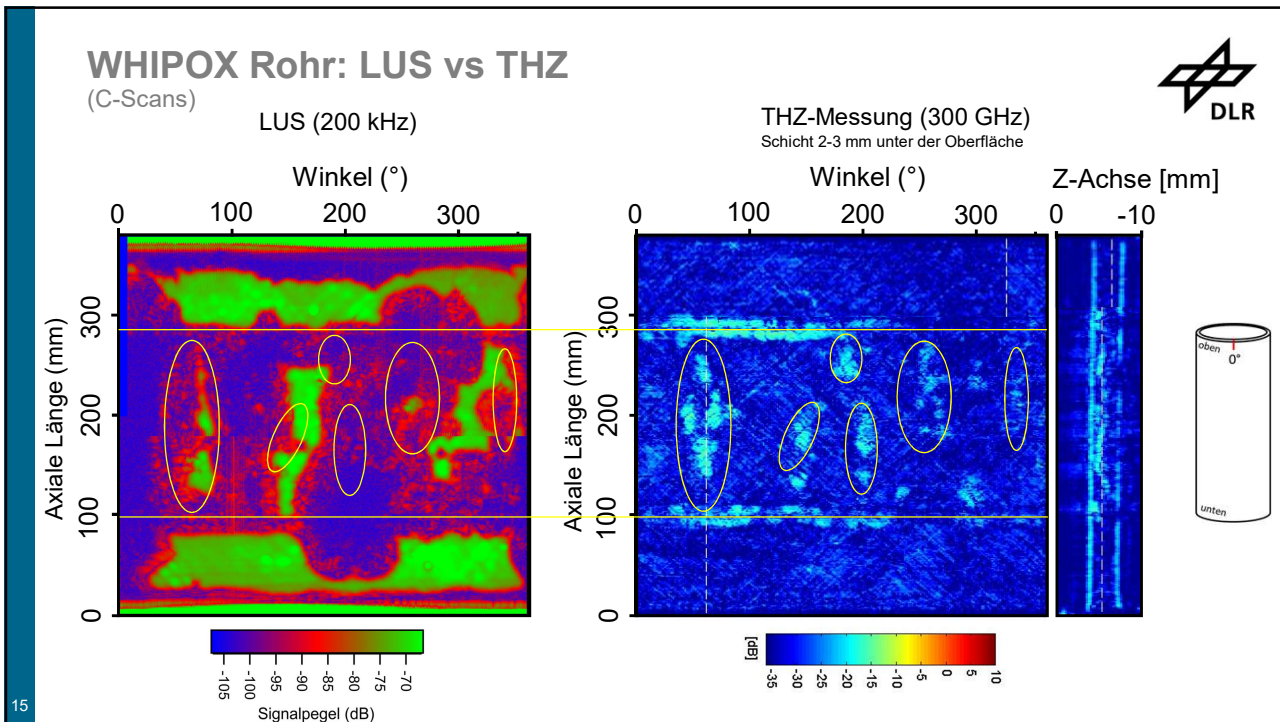 WHIPOX Rohr: LUS vs THZ
(C-Scans)
DLR
LUS (200 kHz)
THZ-Messung (300 GHz)
Schicht 2-3 mm unter der Oberfläche
Winkel (°)
Winkel (°)
Z-Achse [mm]
0 100 200 300
0 100 200 300
0 -10
Axiale Länge (mm)
300
200
100
0
Axiale Länge (mm)
300
200
100
0
oben
0°
unten
-105 -100 -95 -90 -85 -80 -75 -70
Signalpegel (dB)
[dB]
-35 -30 -25 -20 -15 -10 -5 0 5 10
15